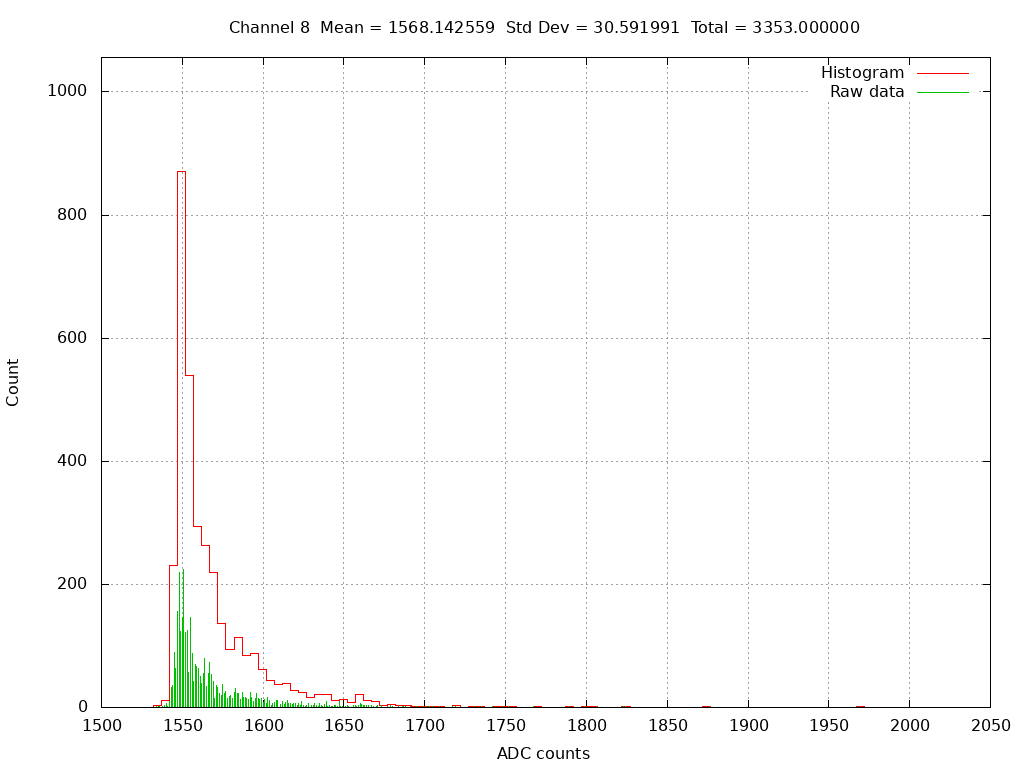 Channel 8  Mean = 1568.142559  Std Dev = 30.591991  Total = 3353.000000
Histogram
Raw data
1000
800
600
400
200
0
Count
1500 1550 1600 1650 1700 1750 1800 1850 1900 1950 2000 2050
ADC counts